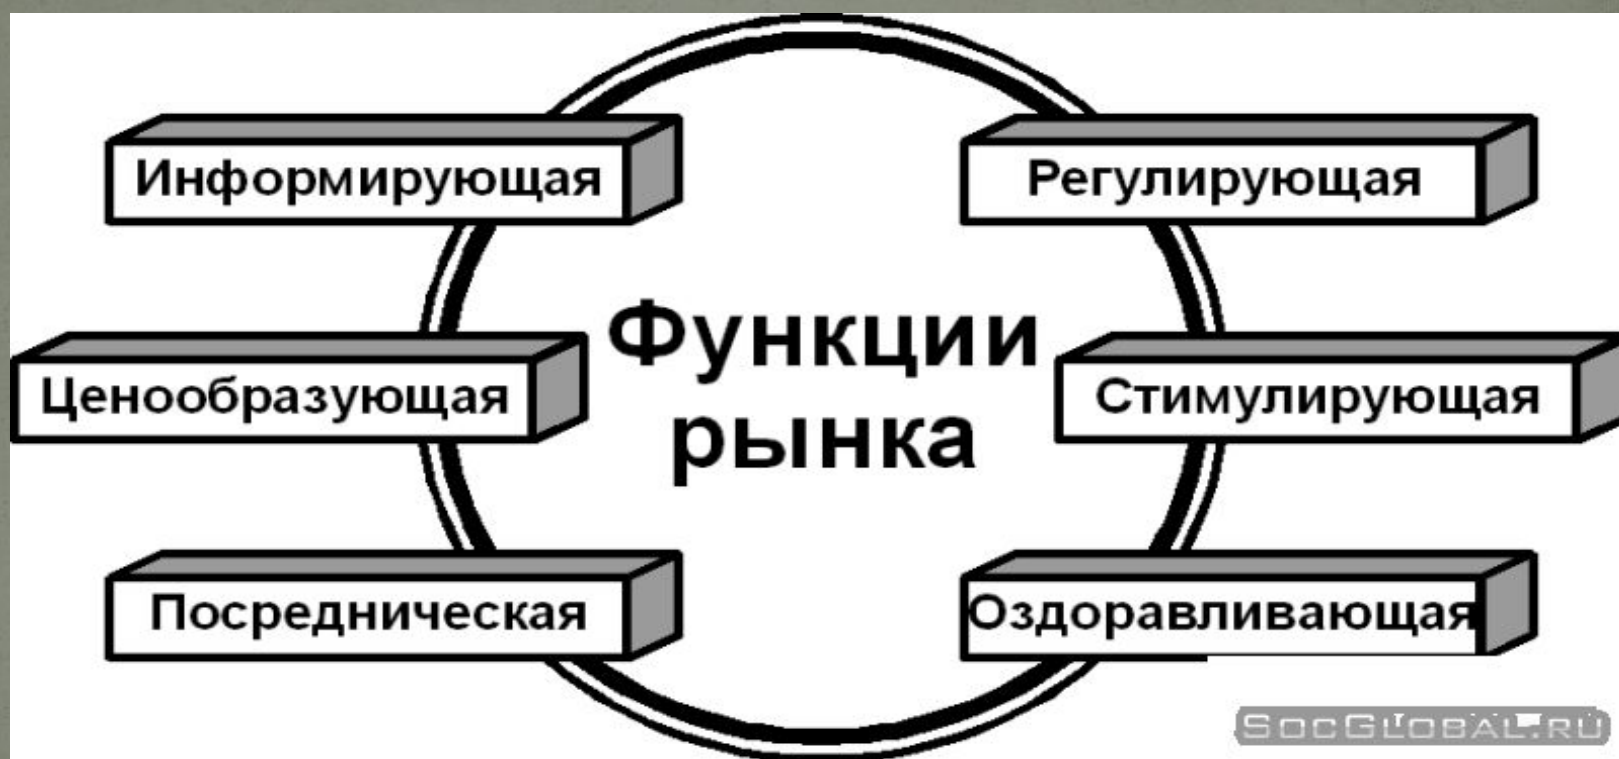 Информирующая
Регулирующая
Функции
рынка
Ценообразующая
Стимулирующая
Посредническая
Оздоравливающая
SOCGLOBAL.RU